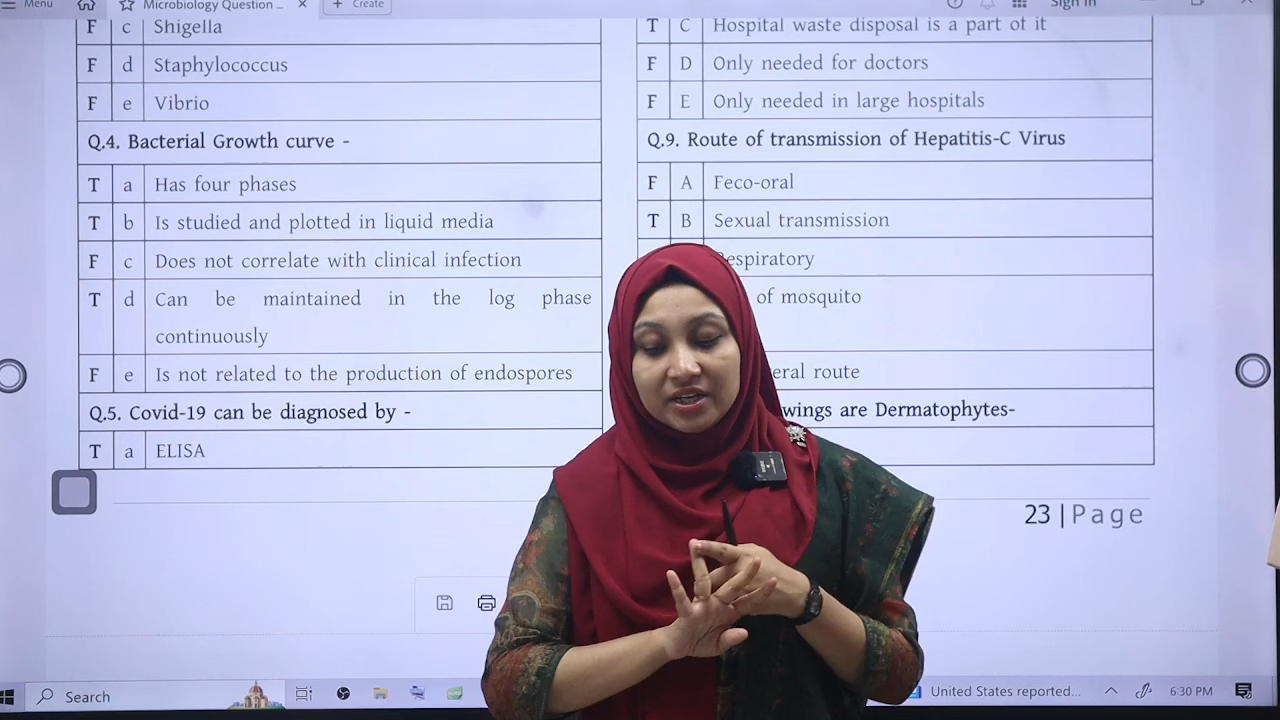 Menu
Microbiology Question ...
+ Create
Sign In
F c Shigella
F d Staphylococcus
F e Vibrio
Q.4. Bacterial Growth curve -
T a Has four phases
T b Is studied and plotted in liquid media
F c Does not correlate with clinical infection
T d Can be maintained in the log phase
continuously
F e Is not related to the production of endospores
Q.5. Covid-19 can be diagnosed by -
T a ELISA
T C Hospital waste disposal is a part of it
F D Only needed for doctors
F E Only needed in large hospitals
Q.9. Route of transmission of Hepatitis-C Virus
F A Feco-oral
T B Sexual transmission
espiratory
of mosquito
eral route
wings are Dermatophytes-
23 | Page
Search
United States reported...
6:30 PM